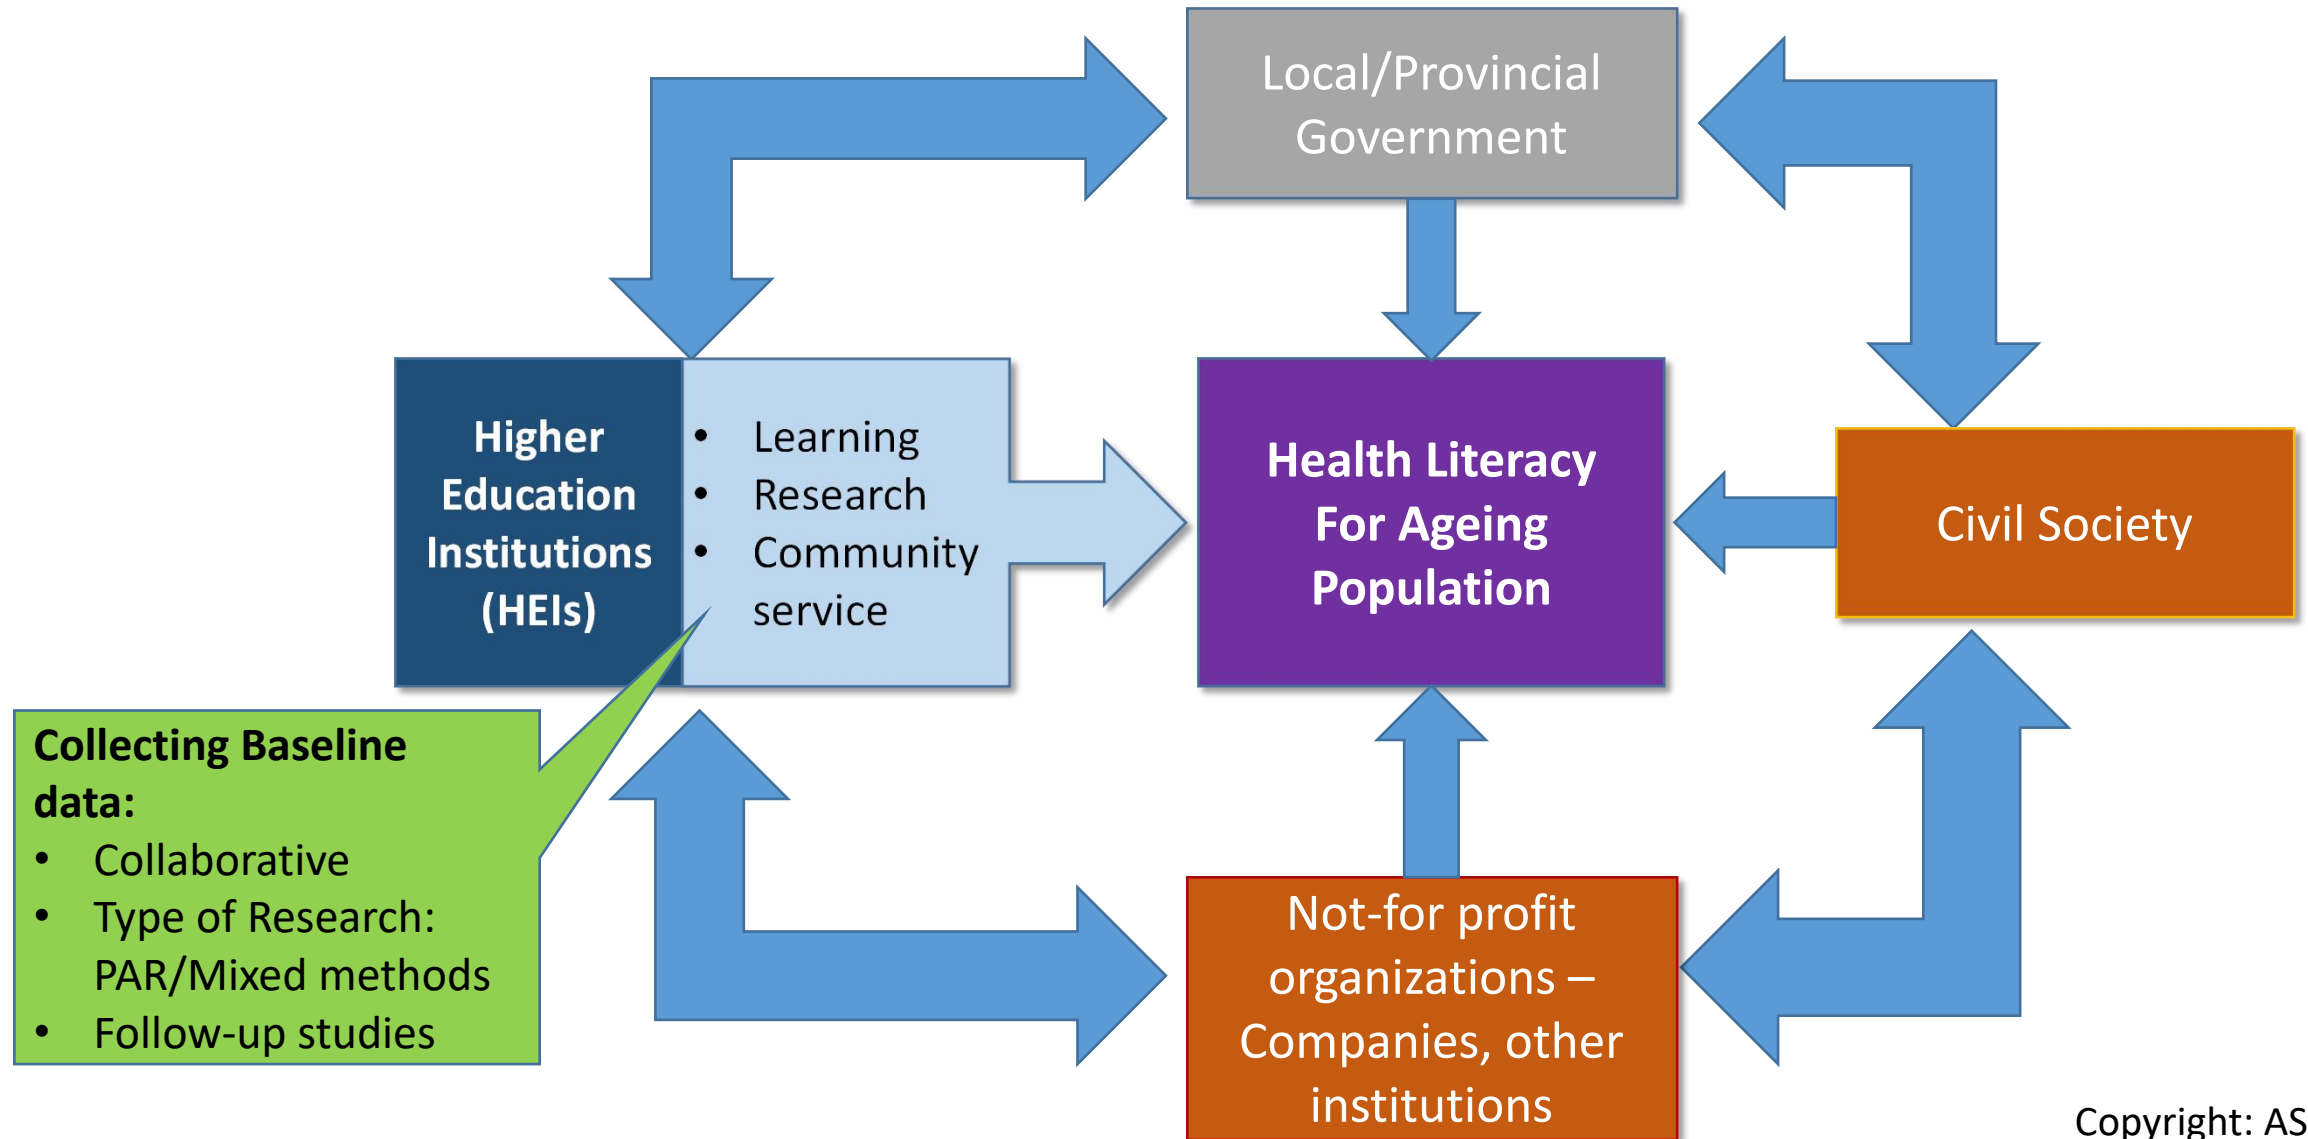 Local/Provincial
Government
Higher
Education
Institutions
(HEIs)
• Learning
• Research
• Community
service
Health Literacy
For Ageing
Population
Civil Society
Collecting Baseline
data:
• Collaborative
• Type of Research:
PAR/Mixed methods
• Follow-up studies
Not-for profit
organizations –
Companies, other
institutions
Copyright: AS